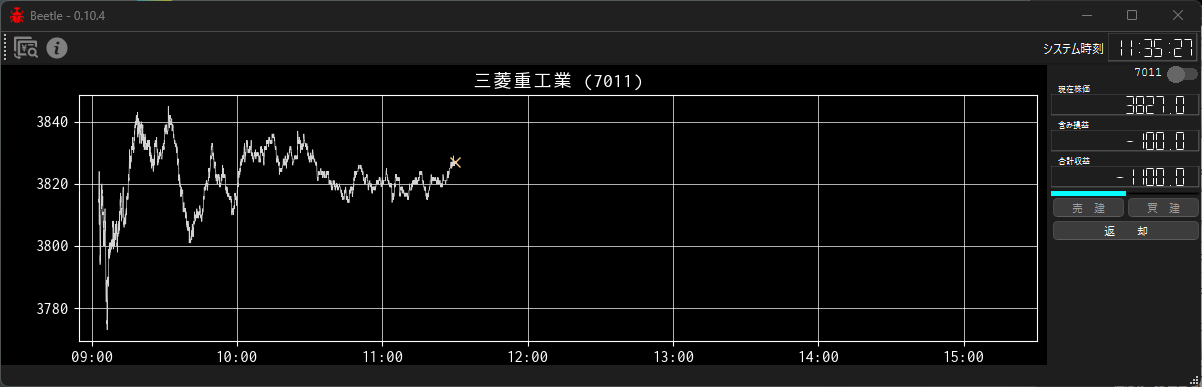 Beetle - 0.10.4
システム時刻 11:35:27
三菱重工業 (7011)
7011
現在株価
3827.0
含み損益
-100.0
合計収益
-1100.0
売 建 買 建
返 却
3840
3820
3800
3780
09:00 10:00 11:00 12:00 13:00 14:00 15:00